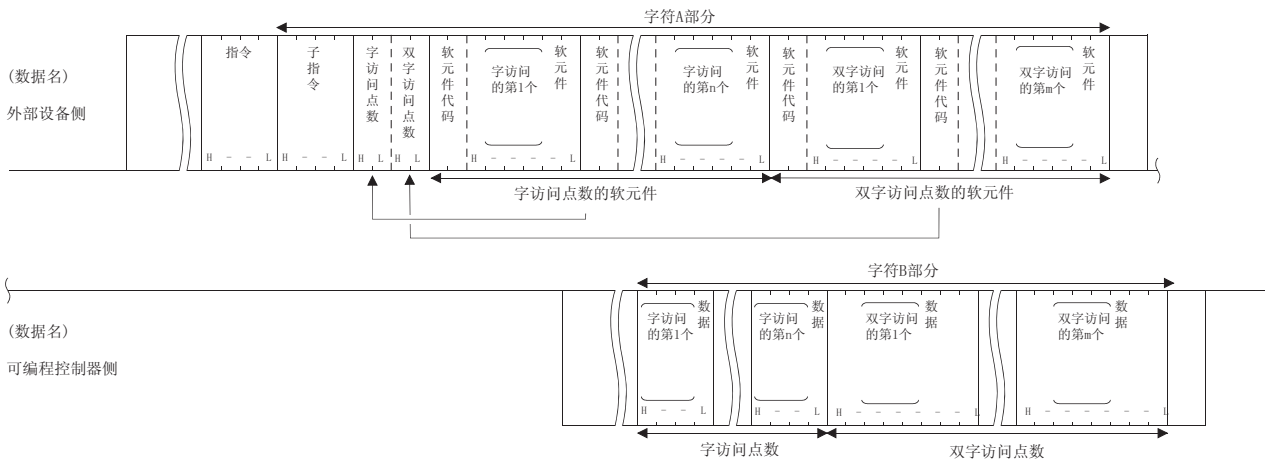 字符A部分
(数据名)
外部设备侧
指令
子指令
字访问点数
双字访问点数
软元件代码
字访问的第1个
软元件
软元件代码
字访问的第n个
软元件
软元件代码
双字访问的第1个
软元件
软元件代码
双字访问的第m个
软元件
H - - L H - - L H L H L H - - - - L H - - - - L H - - - - L H - - - - L
字访问点数的软元件
双字访问点数的软元件
字符B部分
(数据名)
可编程控制器侧
字访问的第1个
数据
字访问的第n个
数据
双字访问的第1个
数据
双字访问的第m个
数据
H - - L H - - L H - - - - - - L H - - - - - - L
字访问点数
双字访问点数